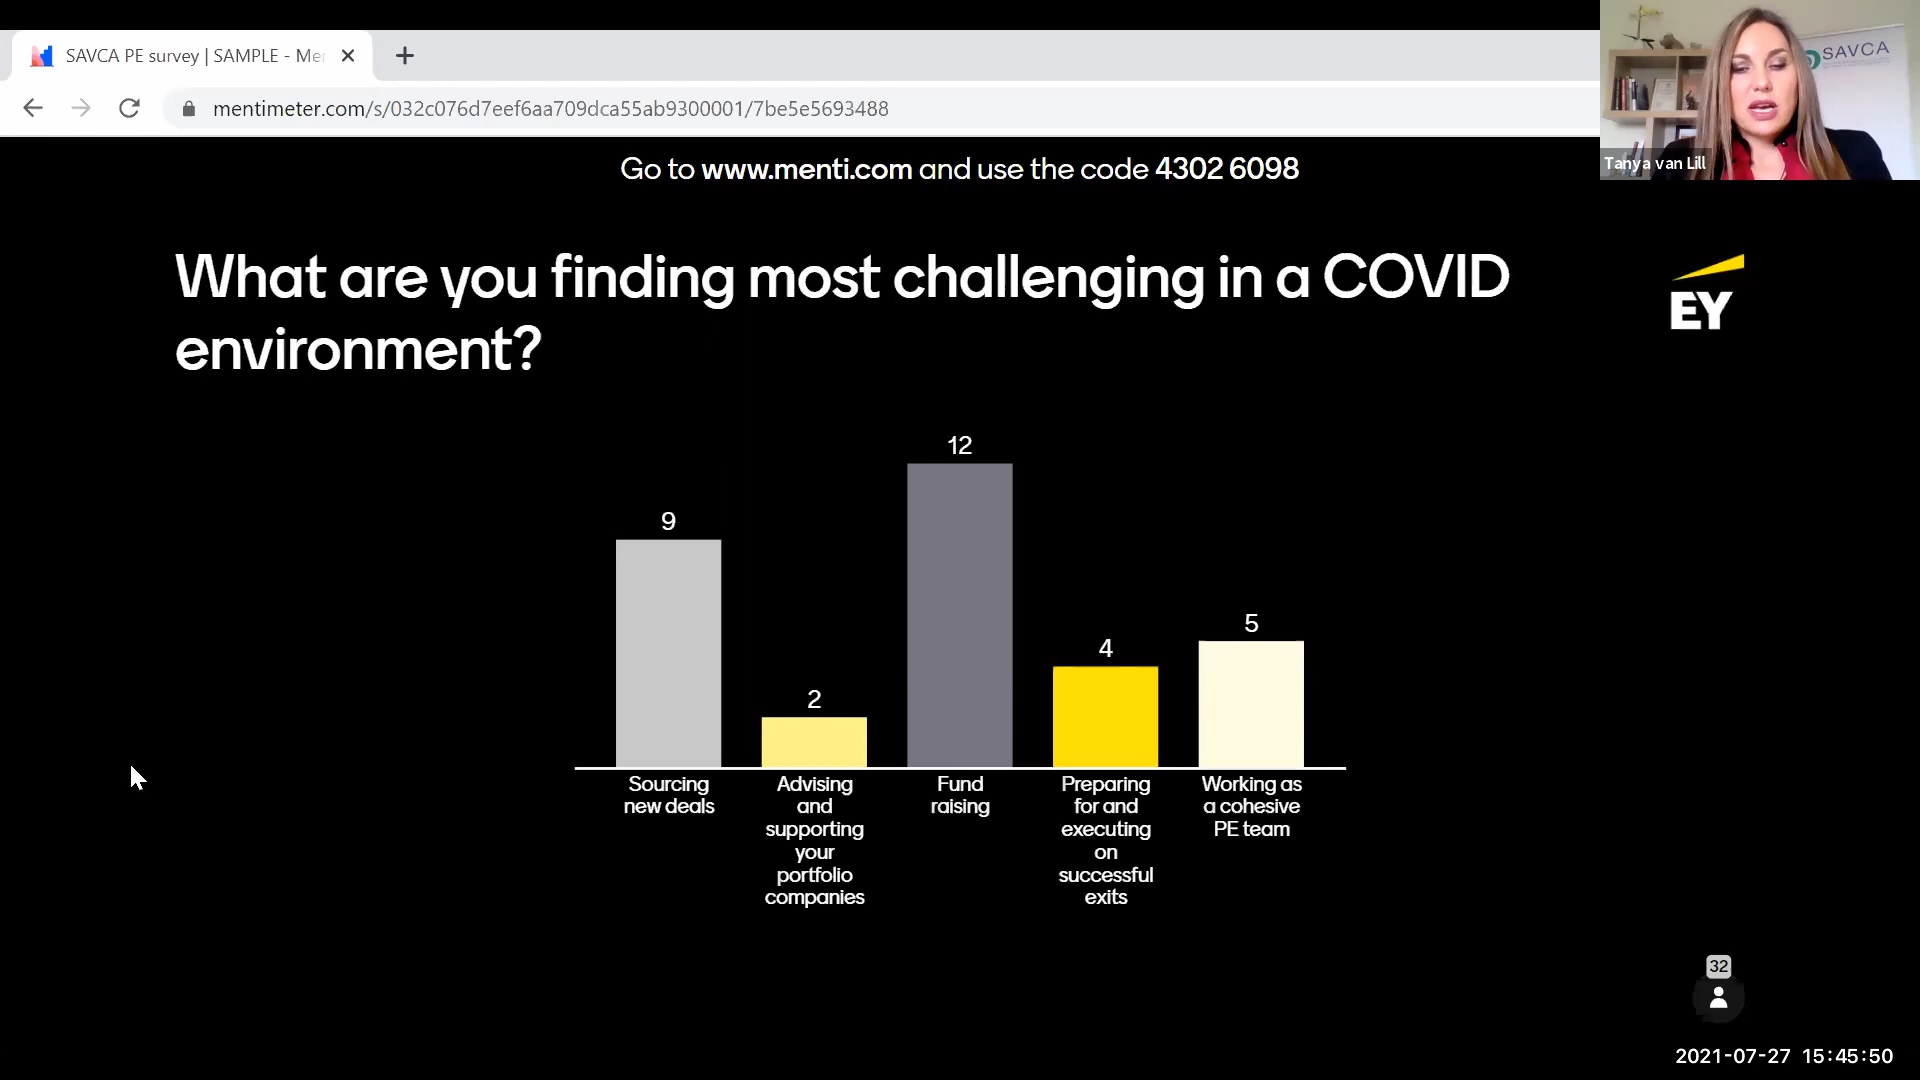 SAVCA PE survey | SAMPLE - Me
mentimeter.com/s/032c076d7eef6aa709dca55ab9300001/7be5e5693488
SAVCA
Tanya van Lill
Go to www.menti.com and use the code 4302 6098
What are you finding most challenging in a COVID
environment?
EY
12
9
5
4
2
Sourcing
new deals
Advising
and
supporting
your
portfolio
companies
Fund
raising
Preparing
for and
executing
on
successful
exits
Working as
a cohesive
PE team
32
2021-07-27 15:45:50